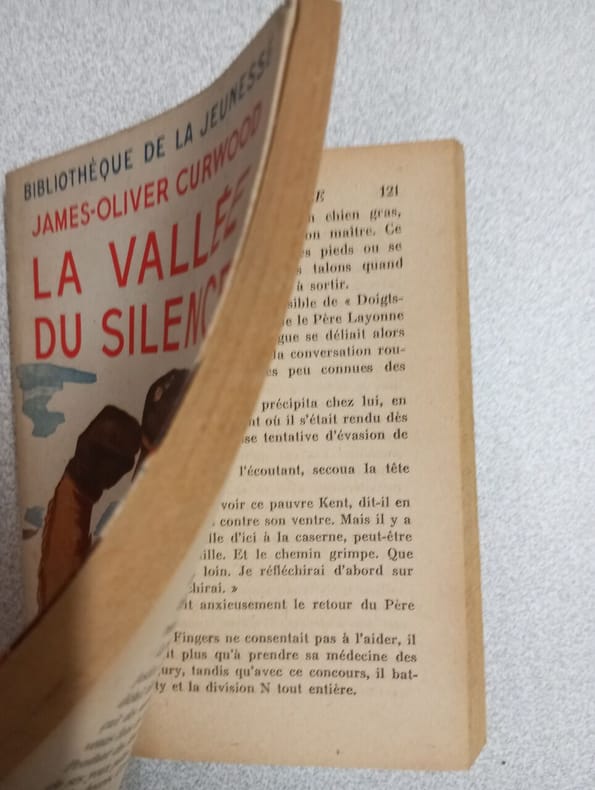 BIBLIOTHÈQUE DE LA JEUNESSE
JAMES-OLIVER CURWOOD
LA VALLÉE
DU SILENCE
121
chien gras,
maître. Ce
pieds ou se
talons quand
à sortir.
de « Doigts-
le Père Layonne
se déliait alors
la conversation rou-
peu connues des
précipita chez lui, en
où il s'était rendu dès
tentative d'évasion de
l'écoutant, secoua la tête
voir ce pauvre Kent, dit-il en
contre son ventre. Mais il y a
d'ici à la caserne, peut-être
Et le chemin grimpe. Que
loin. Je réfléchirai d'abord sur
»
anxieusement le retour du Père
Fingers ne consentait pas à l'aider, il
plus qu'à prendre sa médecine des
tandis qu'avec ce concours, il bat-
et la division N tout entière.